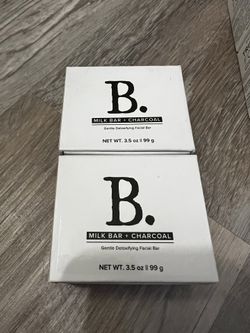 B.
MILK BAR + CHARCOAL
Gentle Detoxifying Facial Bar
NET WT. 3.5 oz || 99 g
B.
MILK BAR + CHARCOAL
Gentle Detoxifying Facial Bar
NET WT. 3.5 oz || 99 g